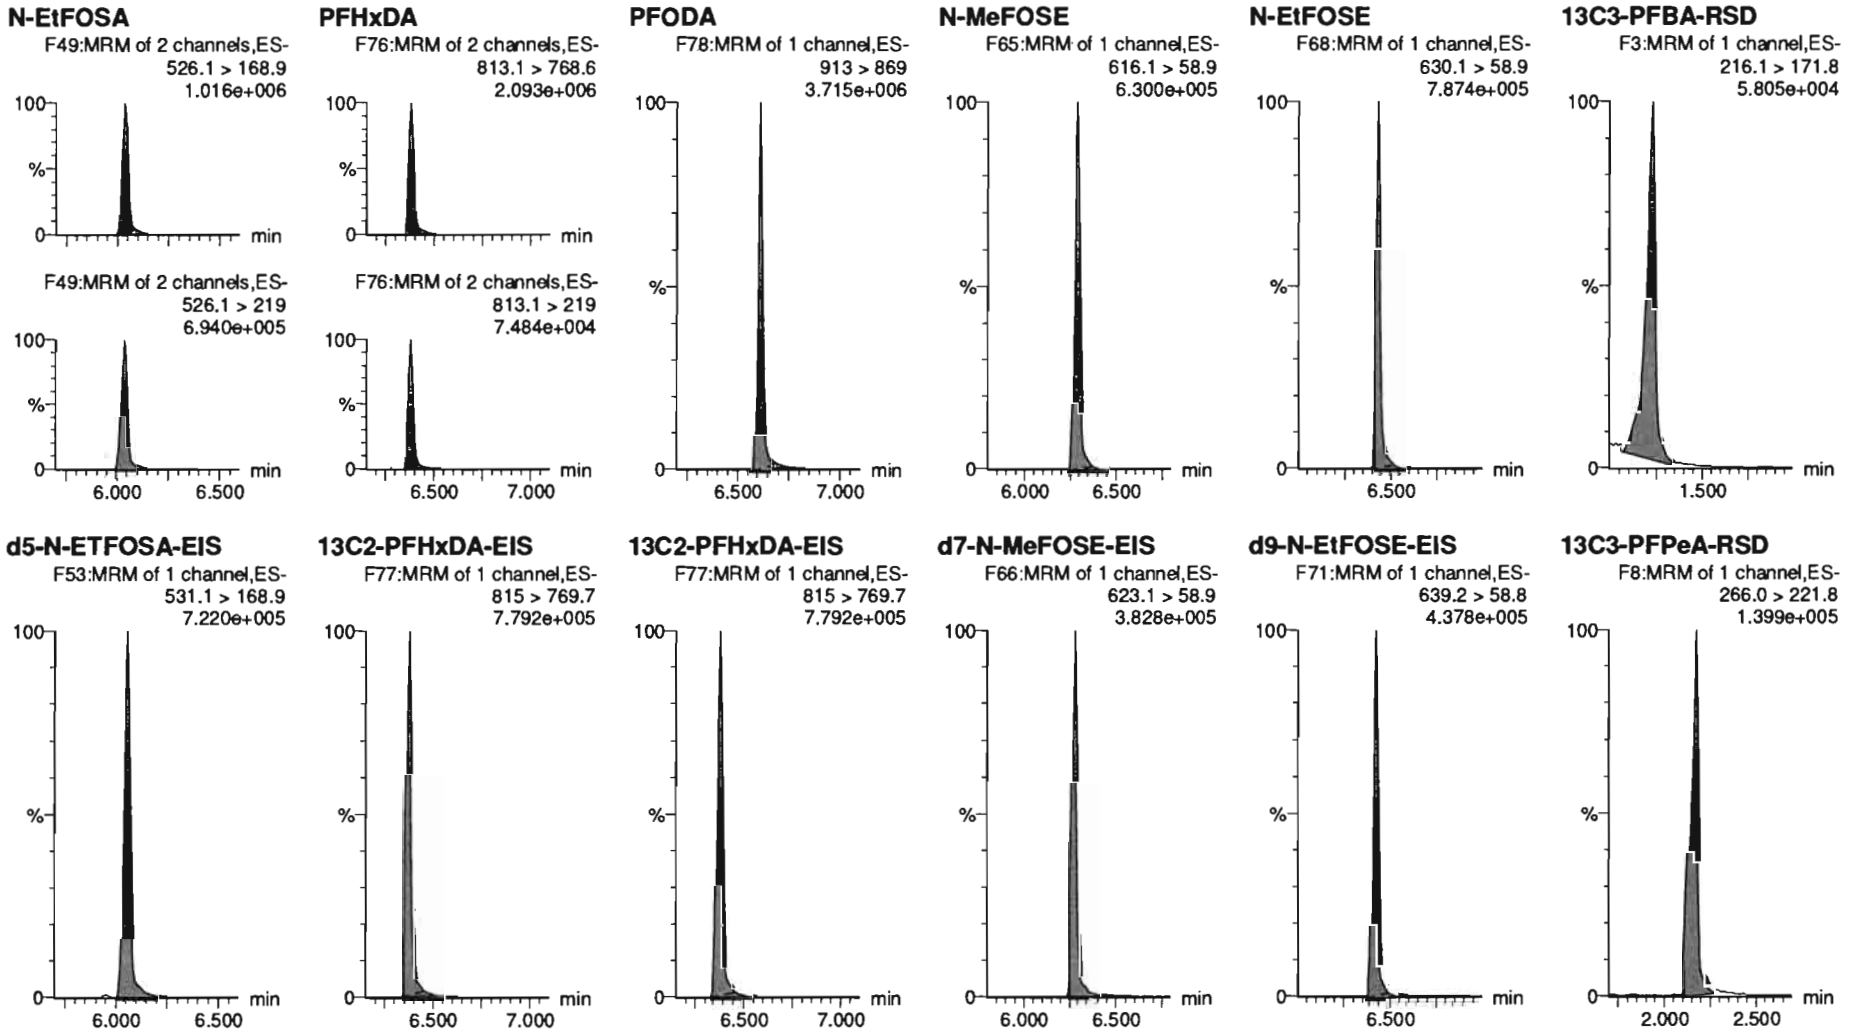 N-EtFOSA
F49:MRM of 2 channels,ES-
526.1 > 168.9
1.016e+006
100
%
0
min
F49:MRM of 2 channels,ES-
526.1 > 219
6.940e+005
100
%
0
min
6.000 6.500
PFHxDA
F76:MRM of 2 channels,ES-
813.1 > 768.6
2.093e+006
100
%
0
min
F76:MRM of 2 channels,ES-
813.1 > 219
7.484e+004
100
%
0
min
6.500 7.000
PFODA
F78:MRM of 1 channel,ES-
913 > 869
3.715e+006
100
%
0
min
6.500 7.000
N-MeFOSE
F65:MRM of 1 channel,ES-
616.1 > 58.9
6.300e+005
100
%
0
min
6.000 6.500
N-EtFOSE
F68:MRM of 1 channel,ES-
630.1 > 58.9
7.874e+005
100
%
0
min
6.500
13C3-PFBA-RSD
F3:MRM of 1 channel,ES-
216.1 > 171.8
5.805e+004
100
%
0
min
1.500
d5-N-ETFOSA-EIS
F53:MRM of 1 channel,ES-
531.1 > 168.9
7.220e+005
100
%
0
min
6.000 6.500
13C2-PFHxDA-EIS
F77:MRM of 1 channel,ES-
815 > 769.7
7.792e+005
100
%
0
min
6.500 7.000
13C2-PFHxDA-EIS
F77:MRM of 1 channel,ES-
815 > 769.7
7.792e+005
100
%
0
min
6.500 7.000
d7-N-MeFOSE-EIS
F66:MRM of 1 channel,ES-
623.1 > 58.9
3.828e+005
100
%
0
min
6.000 6.500
d9-N-EtFOSE-EIS
F71:MRM of 1 channel,ES-
639.2 > 58.8
4.378e+005
100
%
0
min
6.500
13C3-PFPeA-RSD
F8:MRM of 1 channel,ES-
266.0 > 221.8
1.399e+005
100
%
0
min
2.000 2.500